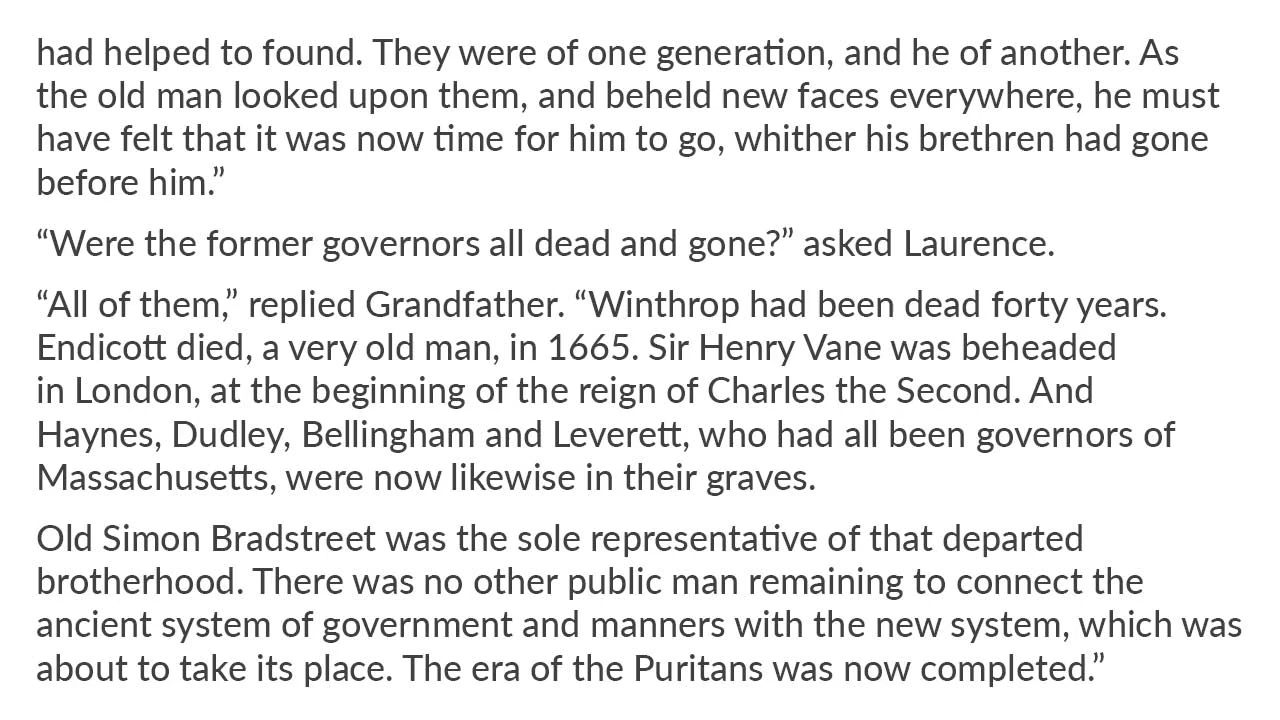 had helped to found. They were of one generation, and he of another. As
the old man looked upon them, and beheld new faces everywhere, he must
have felt that it was now time for him to go, whither his brethren had gone
before him.”
“Were the former governors all dead and gone?” asked Laurence.
“All of them,” replied Grandfather. “Winthrop had been dead forty years.
Endicott died, a very old man, in 1665. Sir Henry Vane was beheaded
in London, at the beginning of the reign of Charles the Second. And
Haynes, Dudley, Bellingham and Leverett, who had all been governors of
Massachusetts, were now likewise in their graves.
Old Simon Bradstreet was the sole representative of that departed
brotherhood. There was no other public man remaining to connect the
ancient system of government and manners with the new system, which was
about to take its place. The era of the Puritans was now completed.”